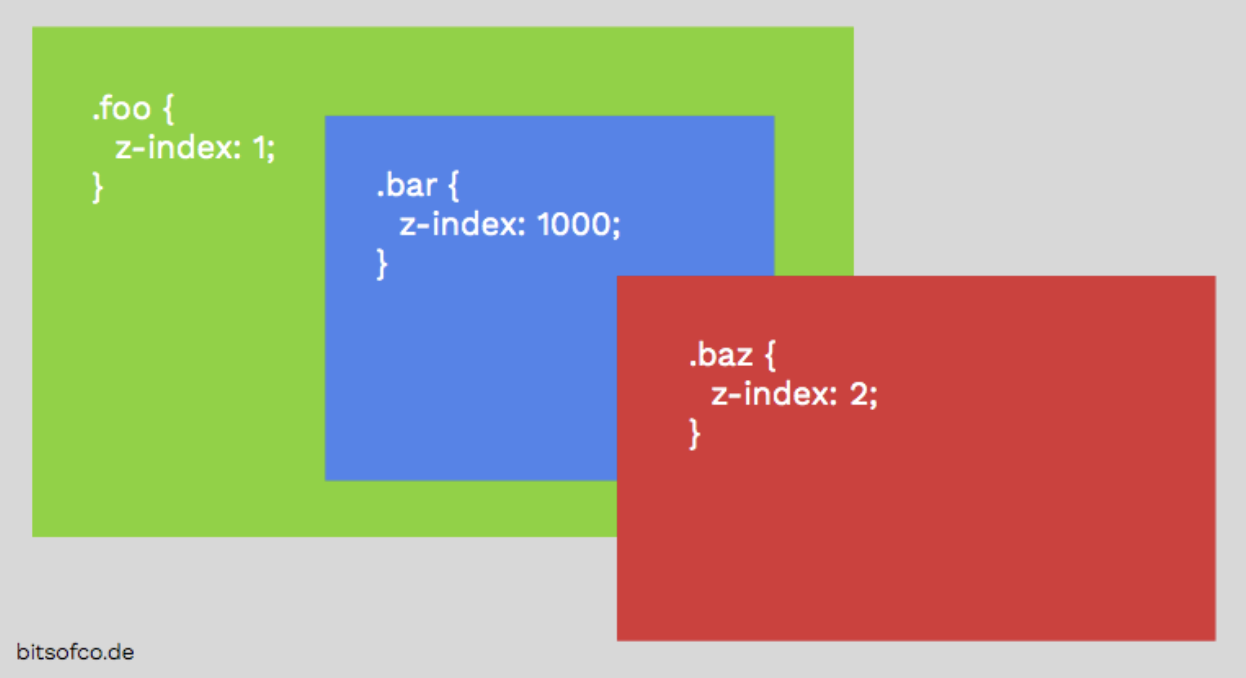 .foo {
z-index: 1;
}
.bar {
z-index: 1000;
}
.baz {
z-index: 2;
}
bitsofco.de